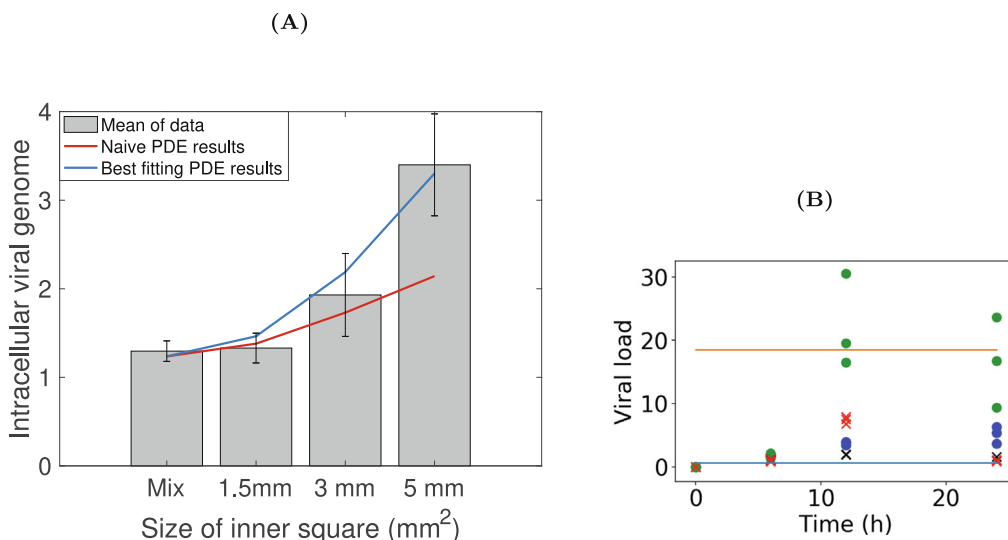 (A)
4
3
2
1
0
Intracellular viral genome
Mean of data
Naive PDE results
Best fitting PDE results
Mix 1.5mm 3 mm 5 mm
Size of inner square (mm²)
(B)
30
20
10
0
Viral load
0 10 20
Time (h)